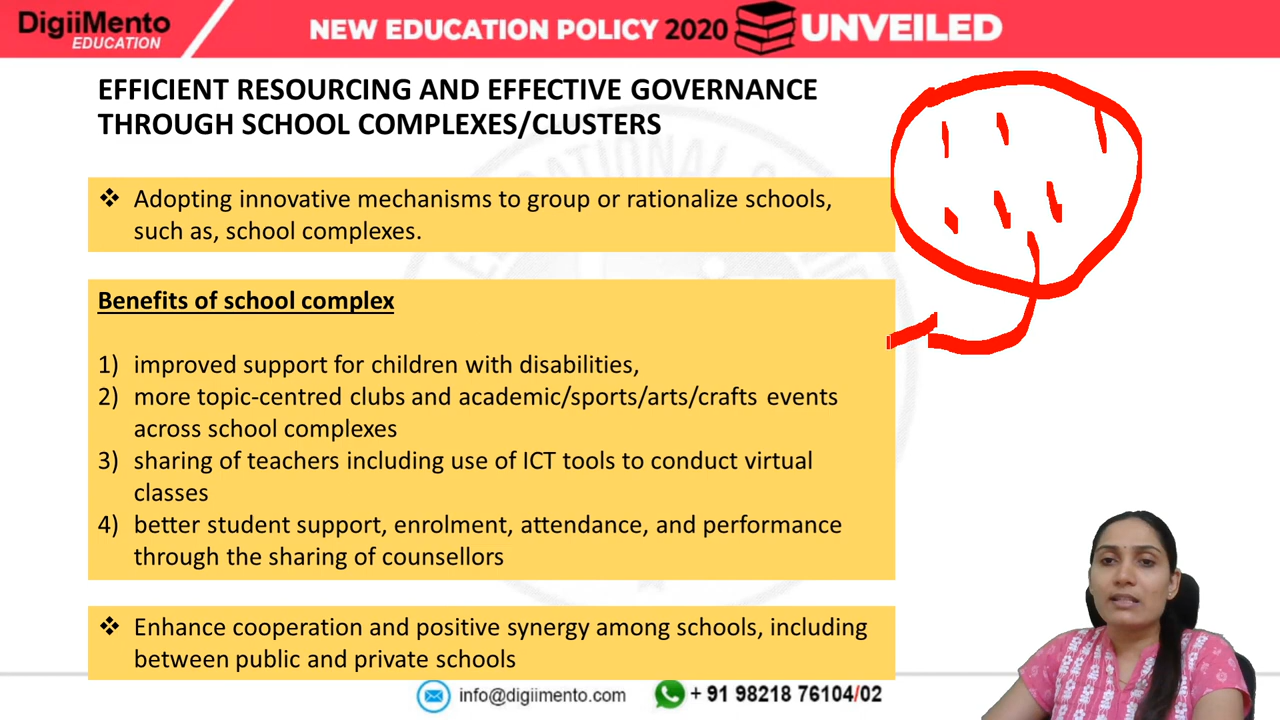 DigiiMento
EDUCATION
NEW EDUCATION POLICY 2020 UNVEILED
EFFICIENT RESOURCING AND EFFECTIVE GOVERNANCE
THROUGH SCHOOL COMPLEXES/CLUSTERS
❖ Adopting innovative mechanisms to group or rationalize schools,
such as, school complexes.
Benefits of school complex
1) improved support for children with disabilities,
2) more topic-centred clubs and academic/sports/arts/crafts events
across school complexes
3) sharing of teachers including use of ICT tools to conduct virtual
classes
4) better student support, enrolment, attendance, and performance
through the sharing of counsellors
❖ Enhance cooperation and positive synergy among schools, including
between public and private schools
info@digiimento.com + 91 98218 76104/02